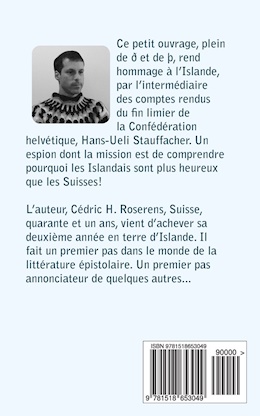 Ce petit ouvrage, plein
de ð et de þ, rend
hommage à l'Islande,
par l'intermédiaire
des comptes rendus
du fin limier de
la Confédération
helvétique, Hans-Ueli Stauffacher. Un
espion dont la mission est de comprendre
pourquoi les Islandais sont plus heureux
que les Suisses!
L'auteur, Cédric H. Roserens, Suisse,
quarante et un ans, vient d'achever sa
deuxième année en terre d'Islande. Il
fait un premier pas dans le monde de la
littérature épistolaire. Un premier pas
annonciateur de quelques autres...
ISBN 9781518653049
90000 >
9 781518 653049